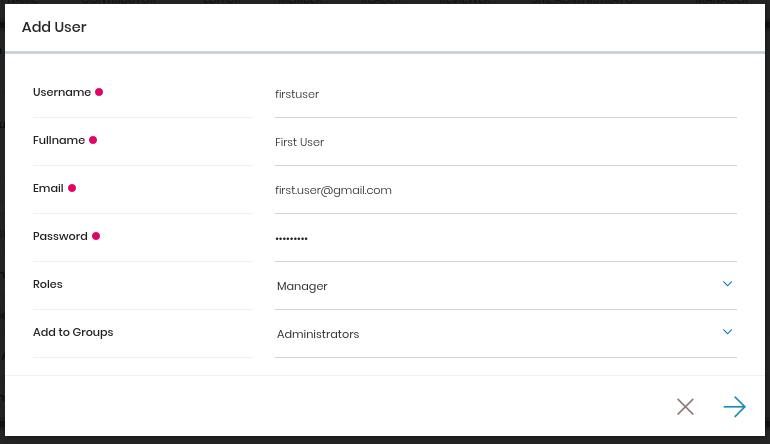 Add User
Username firstuser
Fullname First User
Email first.user@gmail.com
Password •••••••••
Roles Manager
Add to Groups Administrators